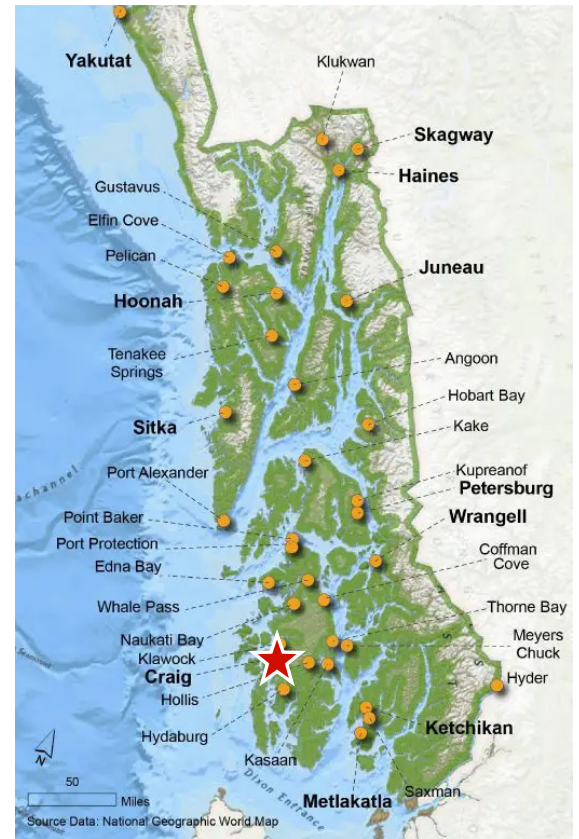 Yakutat
Klukwan
Skagway
Haines
Gustavus
Elfin Cove
Pelican
Juneau
Hoonah
Tenakee
Springs
Angoon
Hobart Bay
Sitka
Kake
Port Alexander
Kupreanof
Petersburg
Point Baker
Wrangell
Port Protection
Coffman
Cove
Edna Bay
Whale Pass
Thorne Bay
Naukati Bay
Meyers
Chuck
Klawock
Craig
Hyder
Hollis
Ketchikan
Hydaburg
Kasaan
Saxman
Metlakatla
Dixon Entrance
N
50
Miles
Source Data: National Geographic World Map